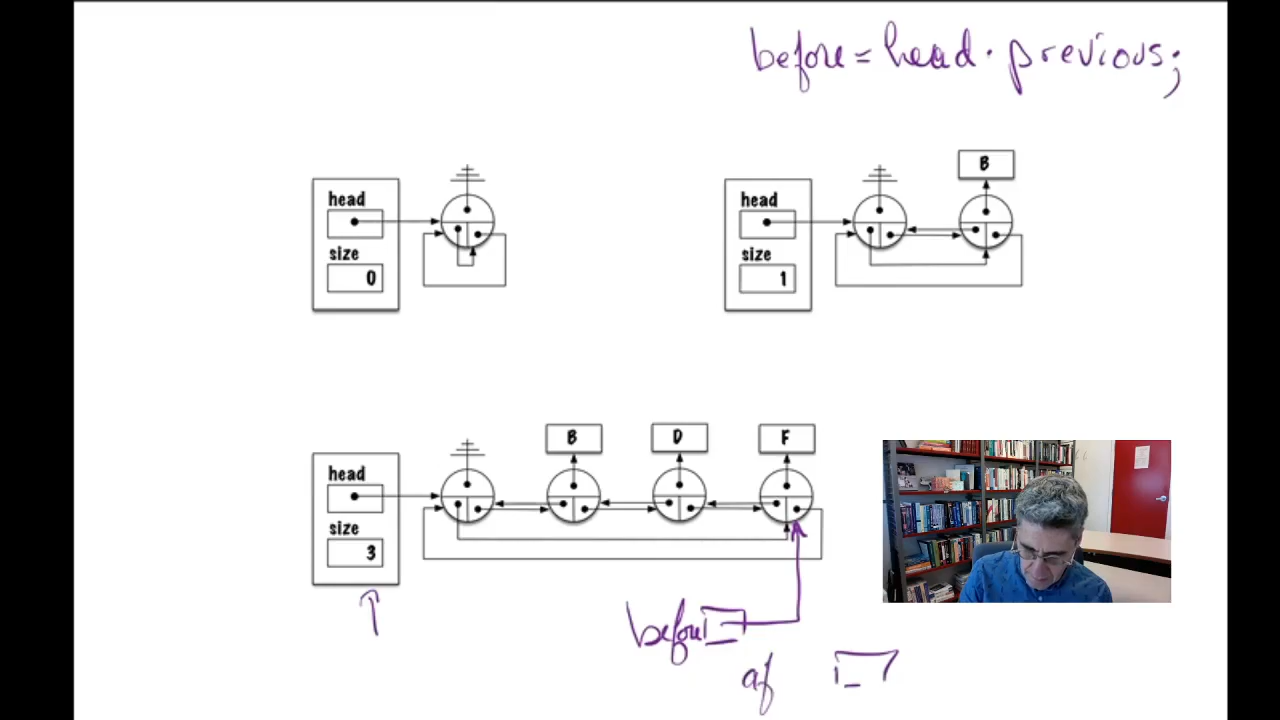 before = head . previous;
B
head
size
0
head
size
1
B D F
head
size
3
before
af